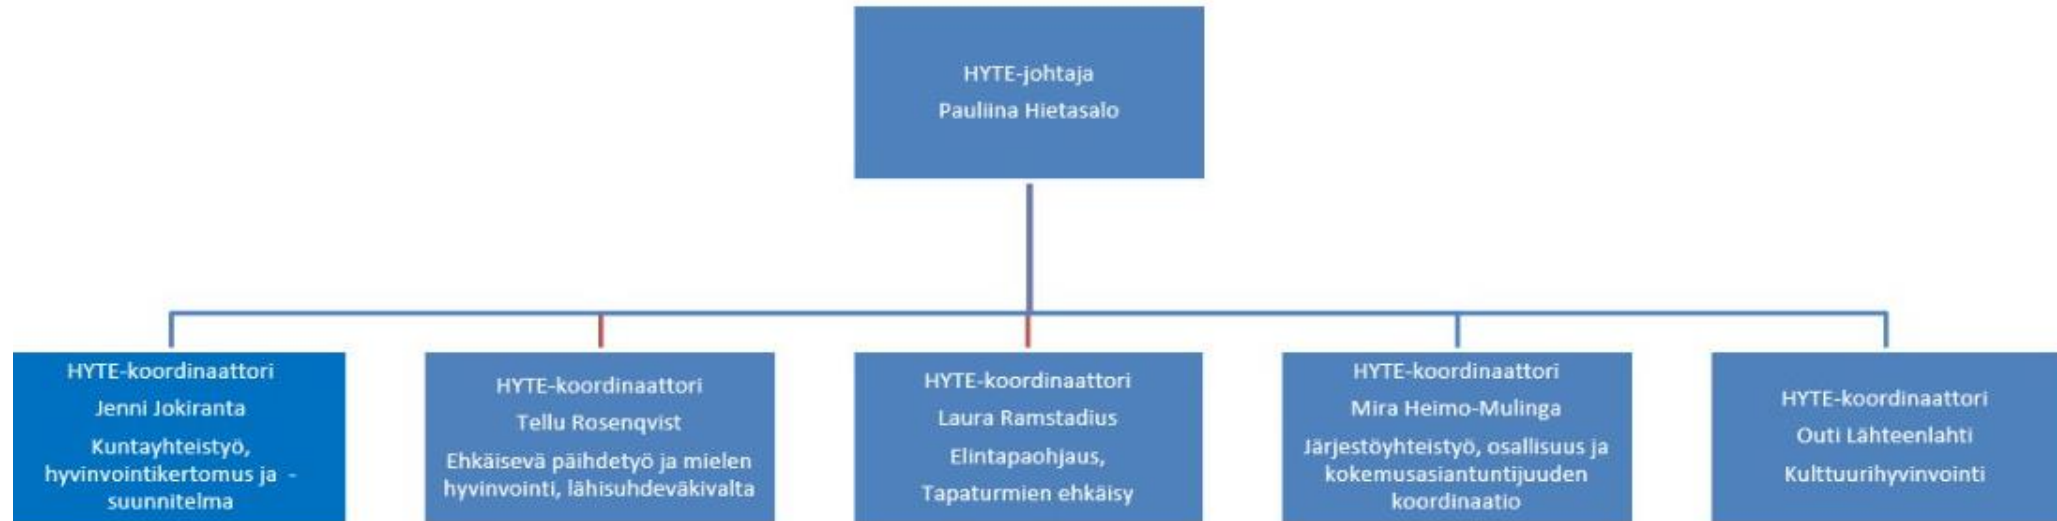 HYTE-johtaja
Pauliina Hietasalo
HYTE-koordinaattori
Jenni Jokiranta
Kuntayhteistyö,
hyvinvointikertomus ja -
suunnitelma
HYTE-koordinaattori
Tellu Rosenqvist
Ehkäisevä päihdetyö ja mielen
hyvinvointi, lähisuhdeväkivalta
HYTE-koordinaattori
Laura Ramstadius
Elintapaohjaus,
Tapaturmien ehkäisy
HYTE-koordinaattori
Mira Heimo-Mulinga
Järjestöyhteistyö, osallisuus ja
kokemusasiantuntijuuden
koordinaatio
HYTE-koordinaattori
Outi Lähteenlahti
Kulttuurihyvinvointi